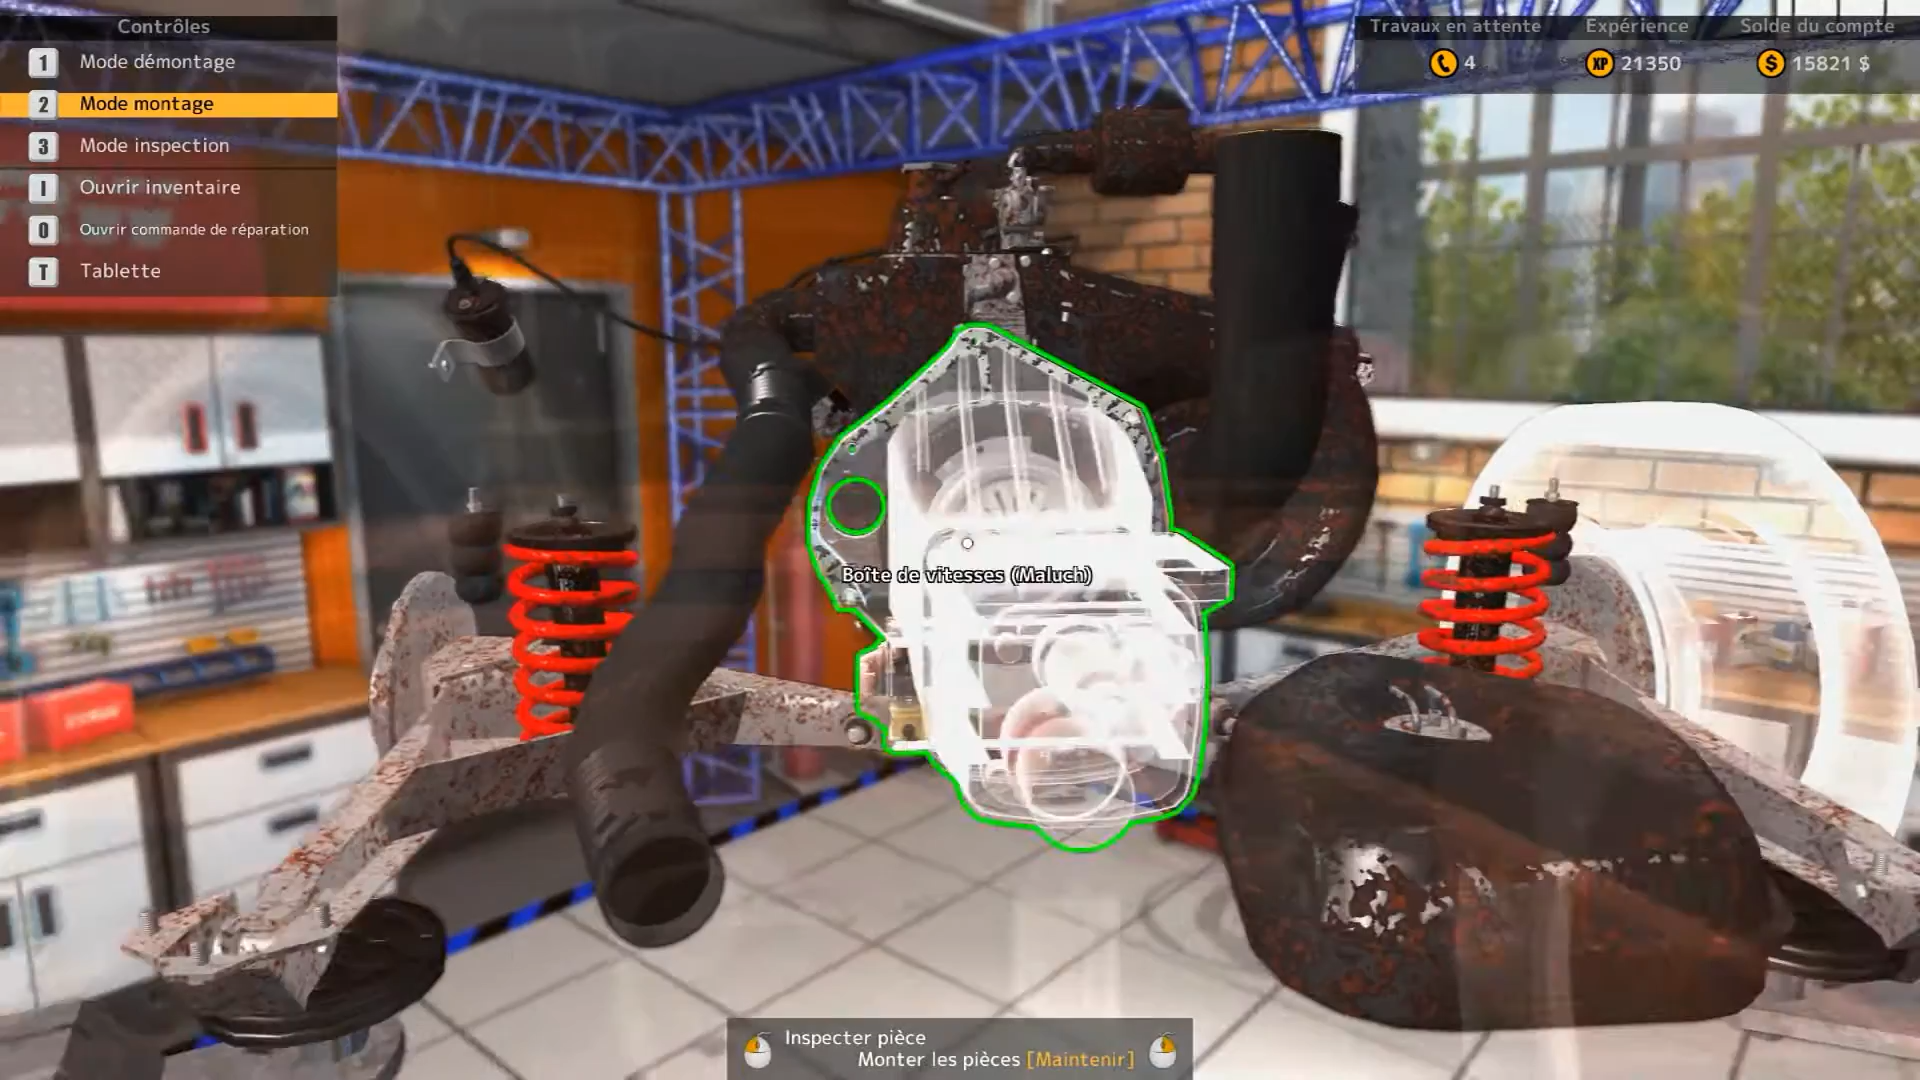 Contrôles
1 Mode démontage
2 Mode montage
3 Mode inspection
I Ouvrir inventaire
O Ouvrir commande de réparation
T Tablette
Travaux en attente Expérience Solde du compte
4 XP 21350 $ 15821 $
Boîte de vitesses (Maluch)
Inspecter pièce
Monter les pièces [Maintenir]